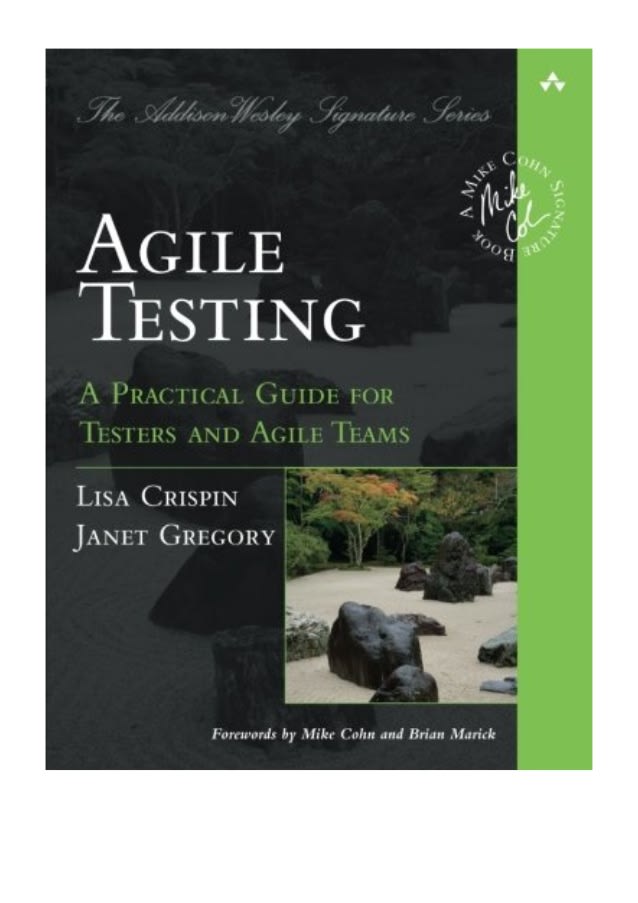 The Addison Wesley Signature Series
A MIKE COHN SIGNATURE BOOK
Mike Coh
AGILE
TESTING
A PRACTICAL GUIDE FOR
TESTERS AND AGILE TEAMS
LISA CRISPIN
JANET GREGORY
Forewords by Mike Cohn and Brian Marick